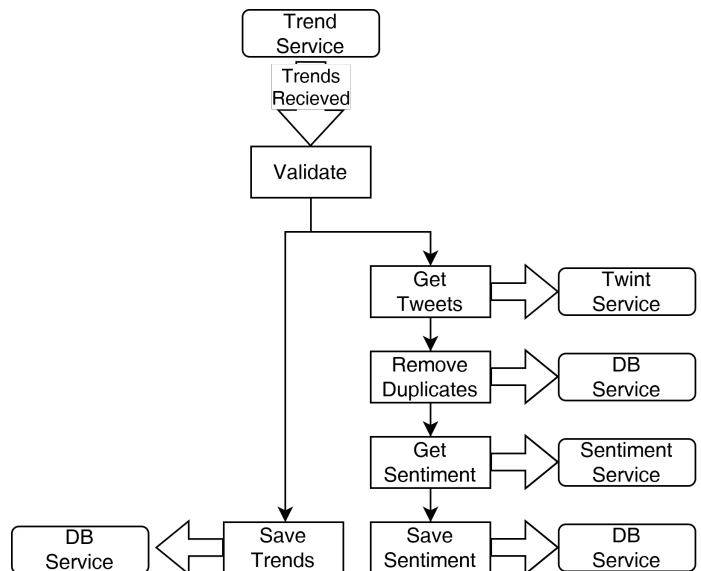 Trend
Service
Trends
Recieved
Validate
Get
Tweets
Twint
Service
Remove
Duplicates
DB
Service
Get
Sentiment
Sentiment
Service
DB
Service
Save
Trends
Save
Sentiment
DB
Service